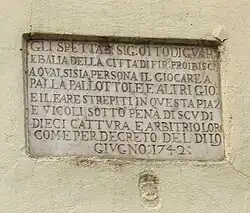 GLI SPETTAB. SIG. OTTO DI GVAR.
E BALIA DELLA CITTÀ DI FIR. PROIBISC.
A QVALSISIA PERSONA IL GIOCARE A
PALLA PALLOTTOLE E ALTRI GIO
E IL FARE STREPITI IN QVESTA PIAZ
E VICOLI SOTTO PENA DI SCVDI
DIECI CATTVRA, E ARBITRIO LORO
COME PER DECRETO DEL DI 10
GIVGNO. 1742.